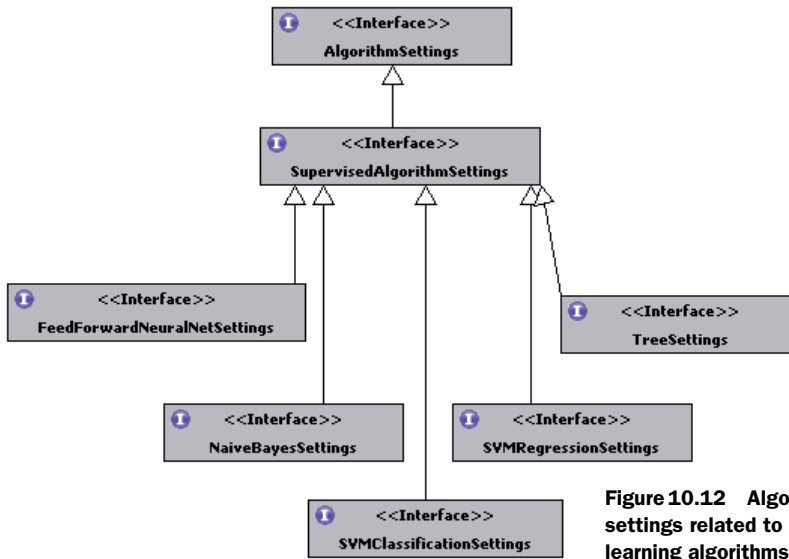 I <<Interface>>
AlgorithmSettings
I <<Interface>>
SupervisedAlgorithmSettings
I <<Interface>>
FeedForwardNeuralNetSettings
I <<Interface>>
TreeSettings
I <<Interface>>
NaiveBayesSettings
I <<Interface>>
SVMRegressionSettings
I <<Interface>>
SVMClassificationSettings
Figure 10.12 Algo
settings related to
learning algorithms